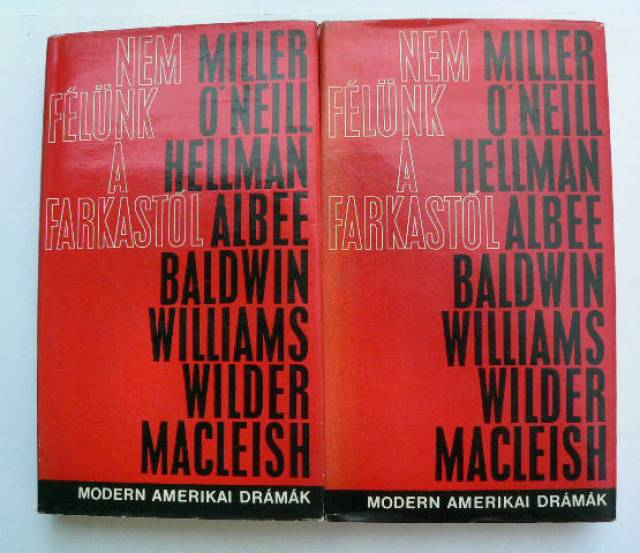 NEM MILLER
FÉLÜNK O'NEILL
A HELLMAN
FARKASTÓL ALBEE
BALDWIN
WILLIAMS
WILDER
MACLEISH
MODERN AMERIKAI DRÁMÁK
NEM MILLER
FÉLÜNK O'NEILL
A HELLMAN
FARKASTÓL ALBEE
BALDWIN
WILLIAMS
WILDER
MACLEISH
MODERN AMERIKAI DRÁMÁK